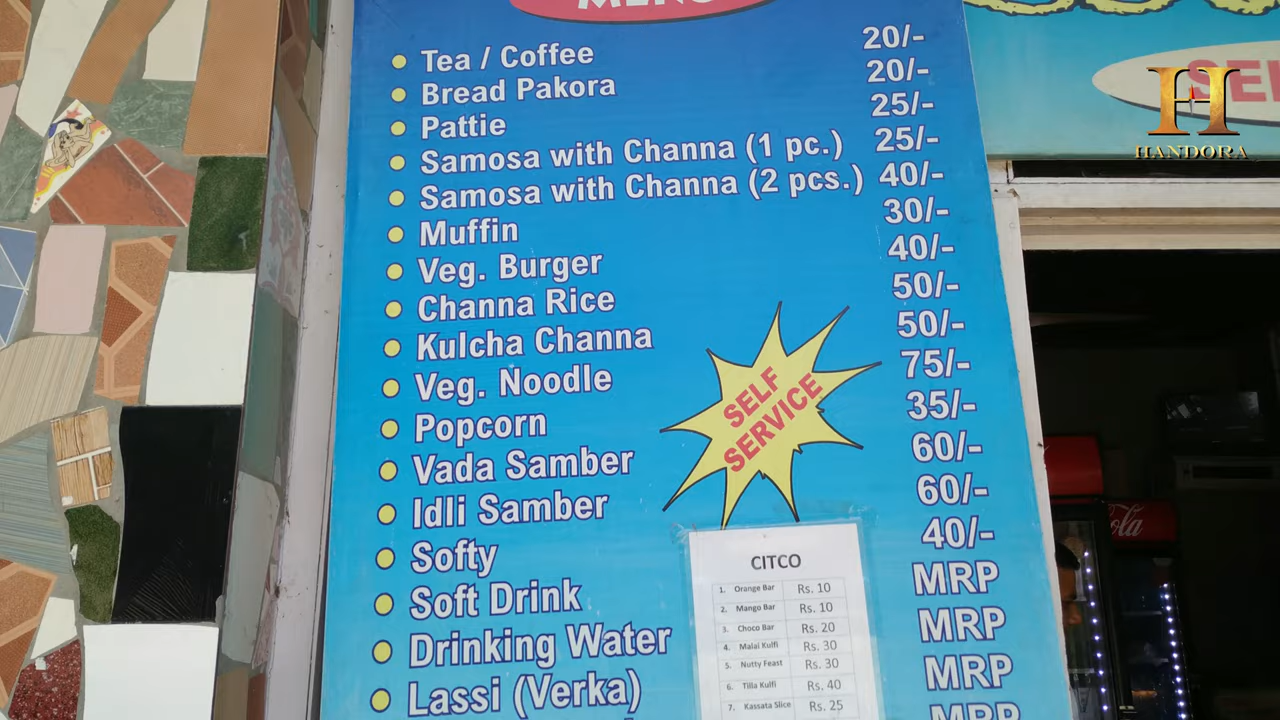 MENU
Tea / Coffee 20/-
Bread Pakora 20/-
Pattie 25/-
Samosa with Channa (1 pc.) 25/-
Samosa with Channa (2 pcs.) 40/-
Muffin 30/-
Veg. Burger 40/-
Channa Rice 50/-
Kulcha Channa 50/-
Veg. Noodle 75/-
Popcorn 35/-
Vada Samber 60/-
Idli Samber 60/-
Softy 40/-
Soft Drink MRP
Drinking Water MRP
Lassi (Verka) MRP
MRP
SELF
SERVICE
CITCO
1. Orange Bar Rs. 10
2. Mango Bar Rs. 10
3. Choco Bar Rs. 20
4. Malai Kulfi Rs. 30
5. Nutty Feast Rs. 30
6. Tilla Kulfi Rs. 40
7. Kassata Slice Rs. 25
H
HANDORA
Cola